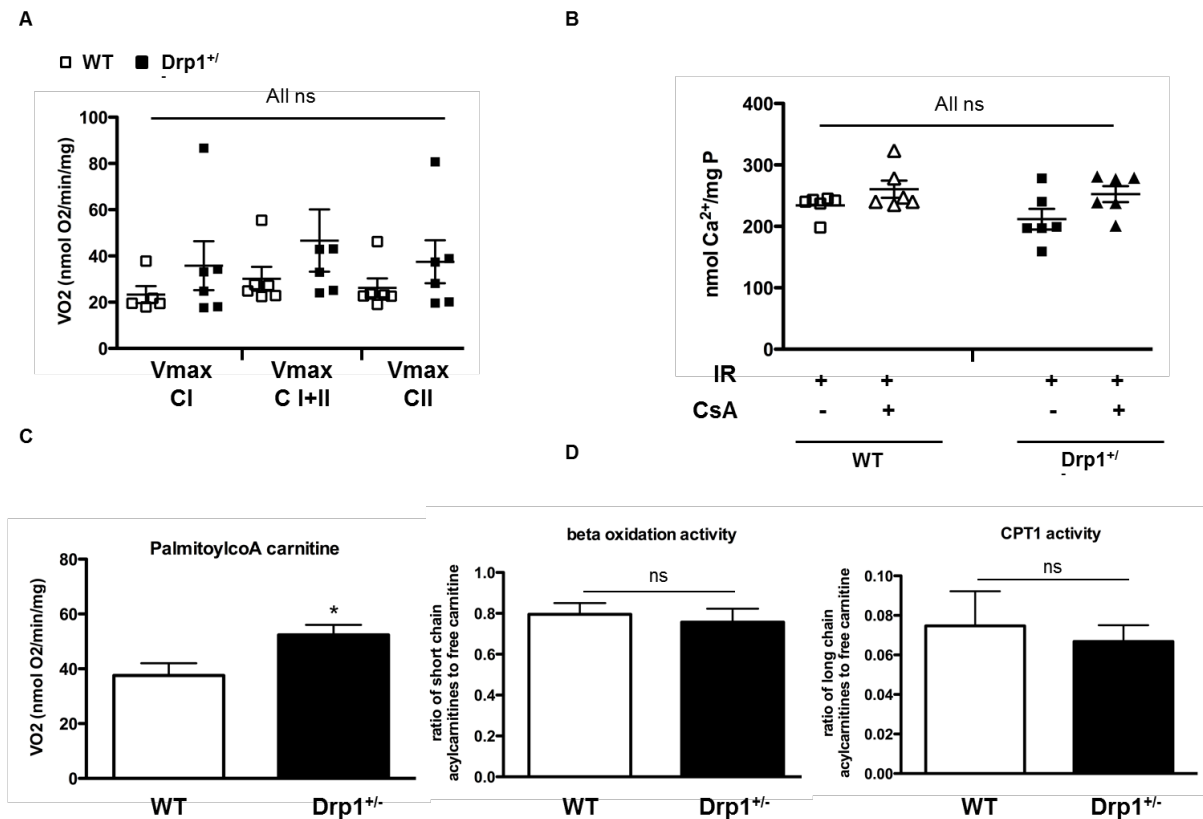 A
WT Drp1+/
-
All ns
VO2 (nmol O2/min/mg)
100
80
60
40
20
0
Vmax Vmax Vmax
CI C I+II CII
B
All ns
nmol Ca2+/mg P
400
300
200
100
0
IR + + + +
CsA - + - +
WT Drp1+/
-
C
PalmitoylcoA carnitine
VO2 (nmol O2/min/mg)
80
60
40
20
0
*
WT Drp1+/-
D
beta oxidation activity
ratio of short chain
acylcarnitines to free carnitine
1.0
0.8
0.6
0.4
0.2
0.0
ns
WT Drp1+/-
CPT1 activity
ratio of long chain
acylcarnitines to free carnitine
0.10
0.08
0.06
0.04
0.02
0.00
ns
WT Drp1+/-